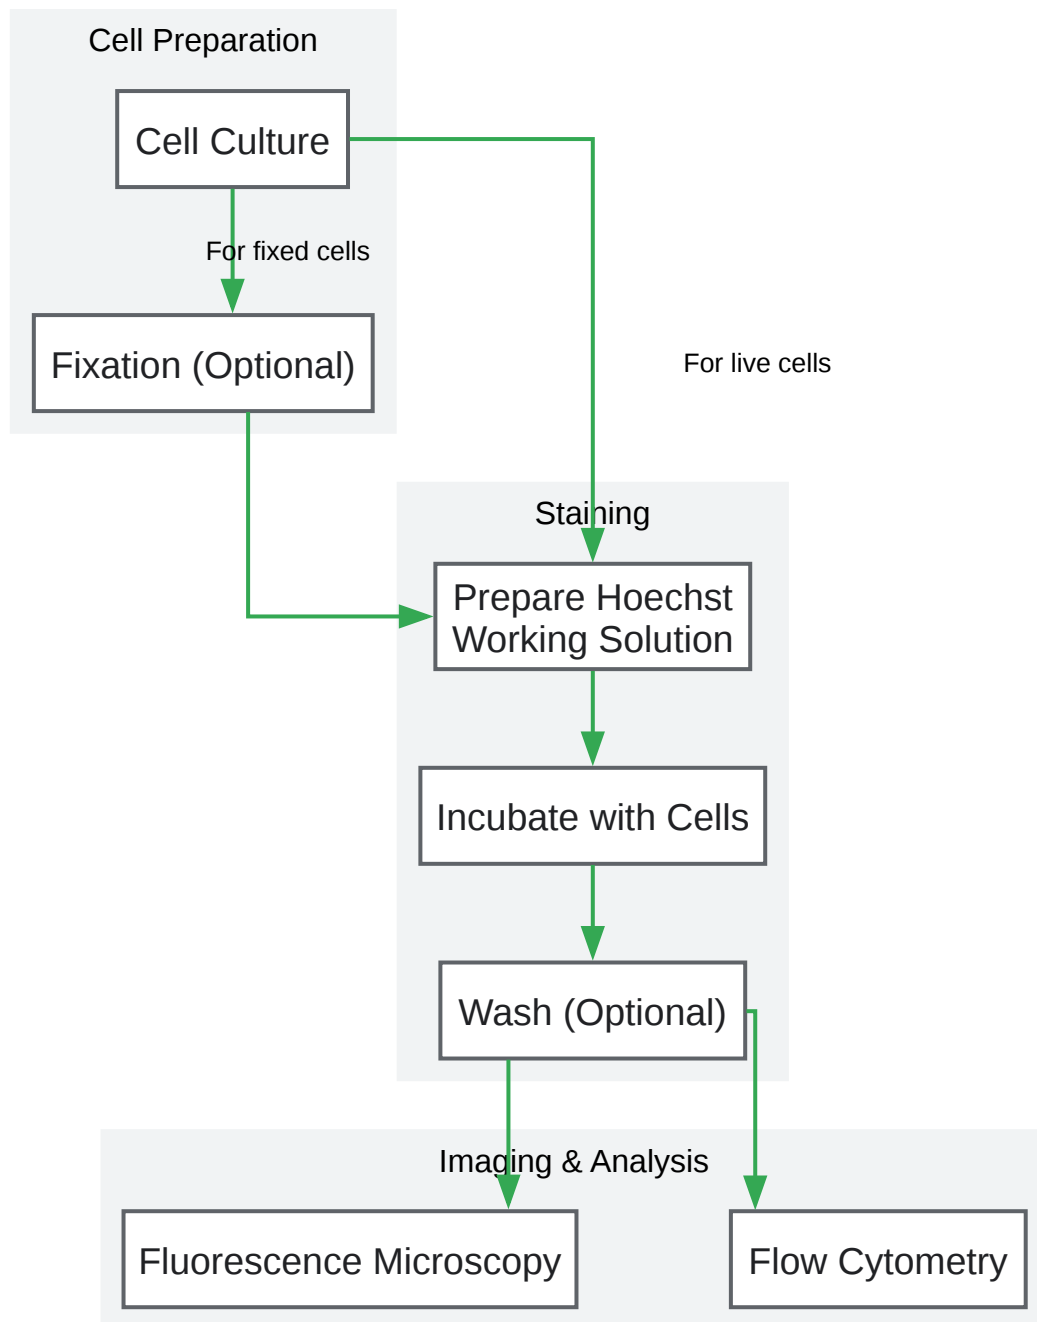 Cell Preparation
Cell Culture
For fixed cells
Fixation (Optional)
For live cells
Staining
Prepare Hoechst
Working Solution
Incubate with Cells
Wash (Optional)
Imaging & Analysis
Fluorescence Microscopy
Flow Cytometry